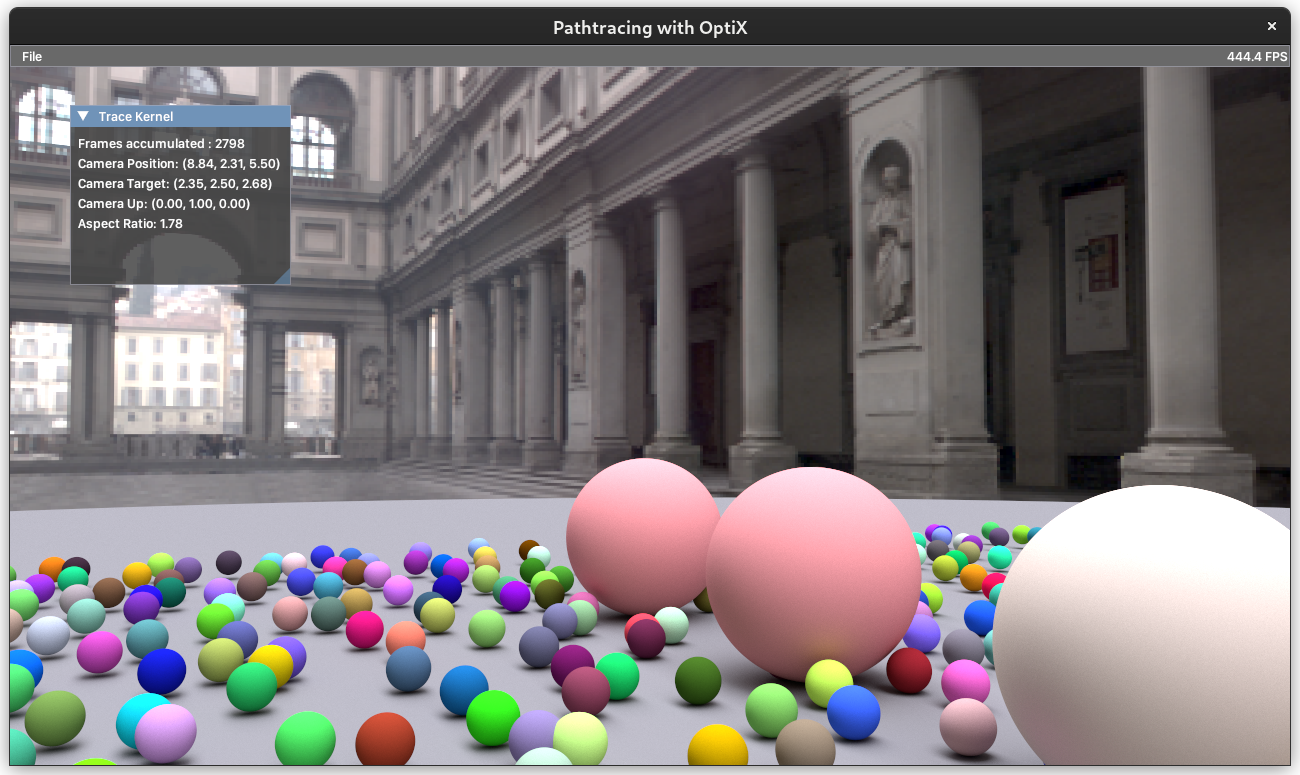 Pathtracing with OptiX
File
444.4 FPS
Trace Kernel
Frames accumulated : 2798
Camera Position: (8.84, 2.31, 5.50)
Camera Target: (2.35, 2.50, 2.68)
Camera Up: (0.00, 1.00, 0.00)
Aspect Ratio: 1.78